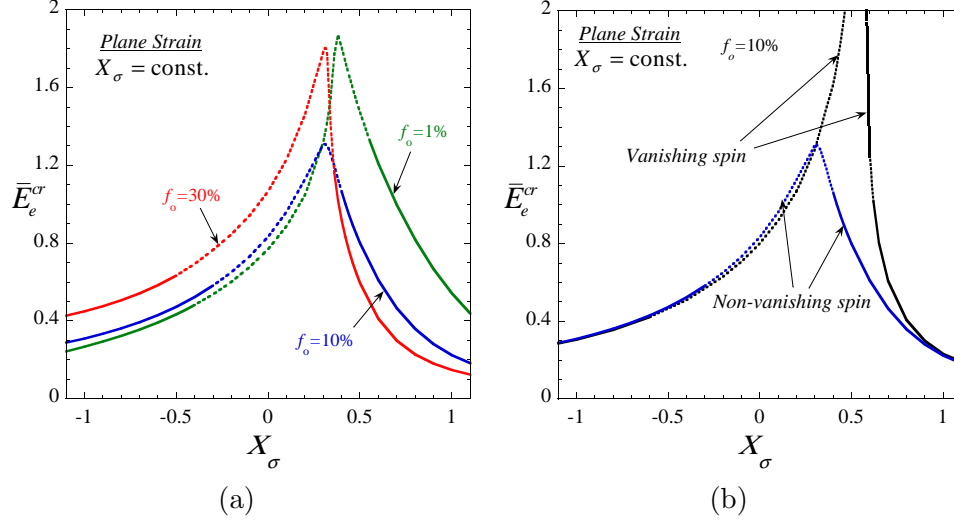 2
1.6
1.2
0.8
0.4
0
Ē_e^cr
Plane Strain
X_σ = const.
f_o=1%
f_o=30%
f_o=10%
-1 -0.5 0 0.5 1
X_σ
(a)
2
1.6
1.2
0.8
0.4
0
Ē_e^cr
Plane Strain
X_σ = const.
f_o=10%
Vanishing spin
Non-vanishing spin
-1 -0.5 0 0.5 1
X_σ
(b)